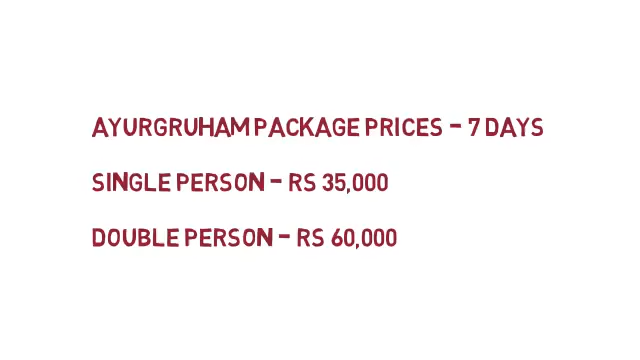 AYURGRUHAM PACKAGE PRICES - 7 DAYS
SINGLE PERSON - RS 35,000
DOUBLE PERSON - RS 60,000